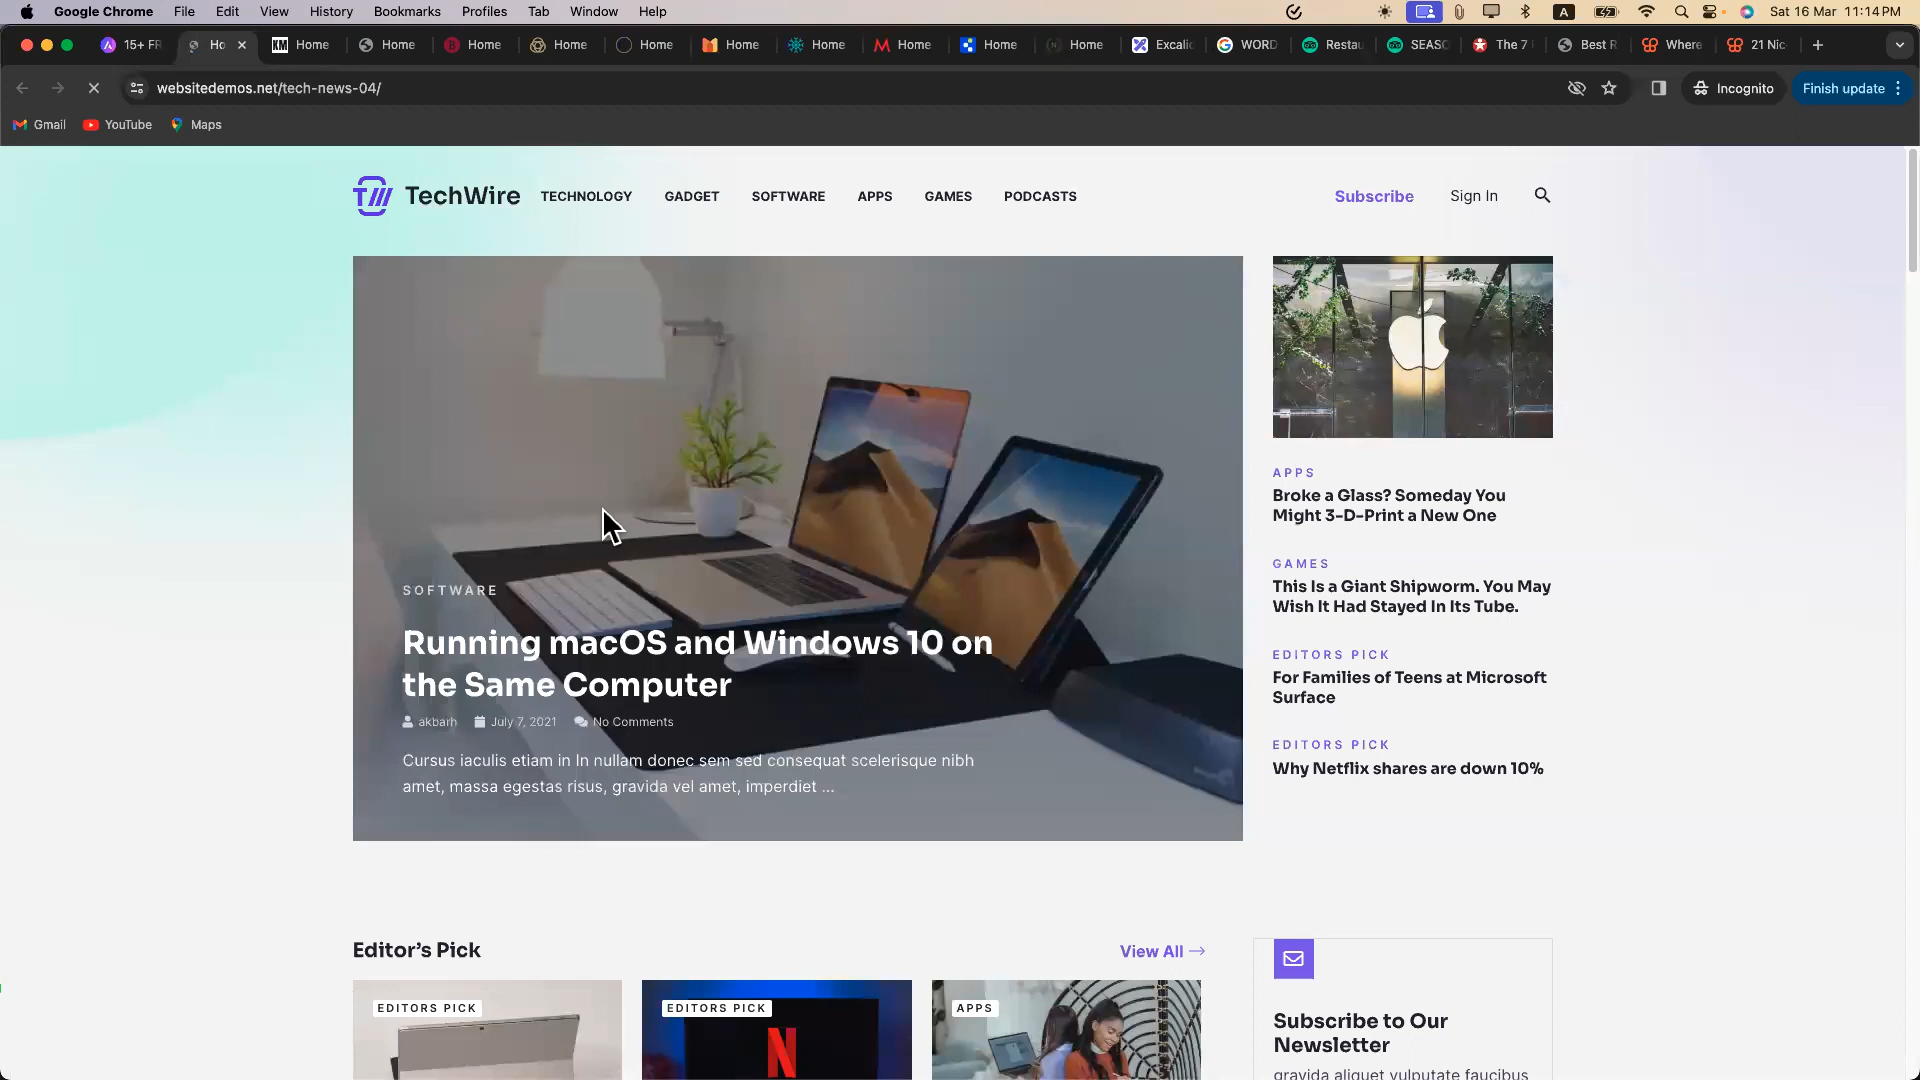 Google Chrome File Edit View History Bookmarks Profiles Tab Window Help A Sat 16 Mar 11:14 PM
15+ FR Ho KM Home Home Home Home Home Home Home Home Home Home Excalid WORD Restau SEASO The 7 Best R Where 21 Nic
websitedemos.net/tech-news-04/ Incognito Finish update
Gmail YouTube Maps
TechWire TECHNOLOGY GADGET SOFTWARE APPS GAMES PODCASTS Subscribe Sign In
SOFTWARE
Running macOS and Windows 10 on
the Same Computer
akbarh July 7, 2021 No Comments
Cursus iaculis etiam in In nullam donec sem sed consequat scelerisque nibh
amet, massa egestas risus, gravida vel amet, imperdiet ...
APPS
Broke a Glass? Someday You
Might 3-D-Print a New One
GAMES
This Is a Giant Shipworm. You May
Wish It Had Stayed In Its Tube.
EDITORS PICK
For Families of Teens at Microsoft
Surface
EDITORS PICK
Why Netflix shares are down 10%
Editor's Pick View All →
EDITORS PICK
EDITORS PICK
N
APPS
Subscribe to Our
Newsletter
gravida aliquet vulputate faucibus